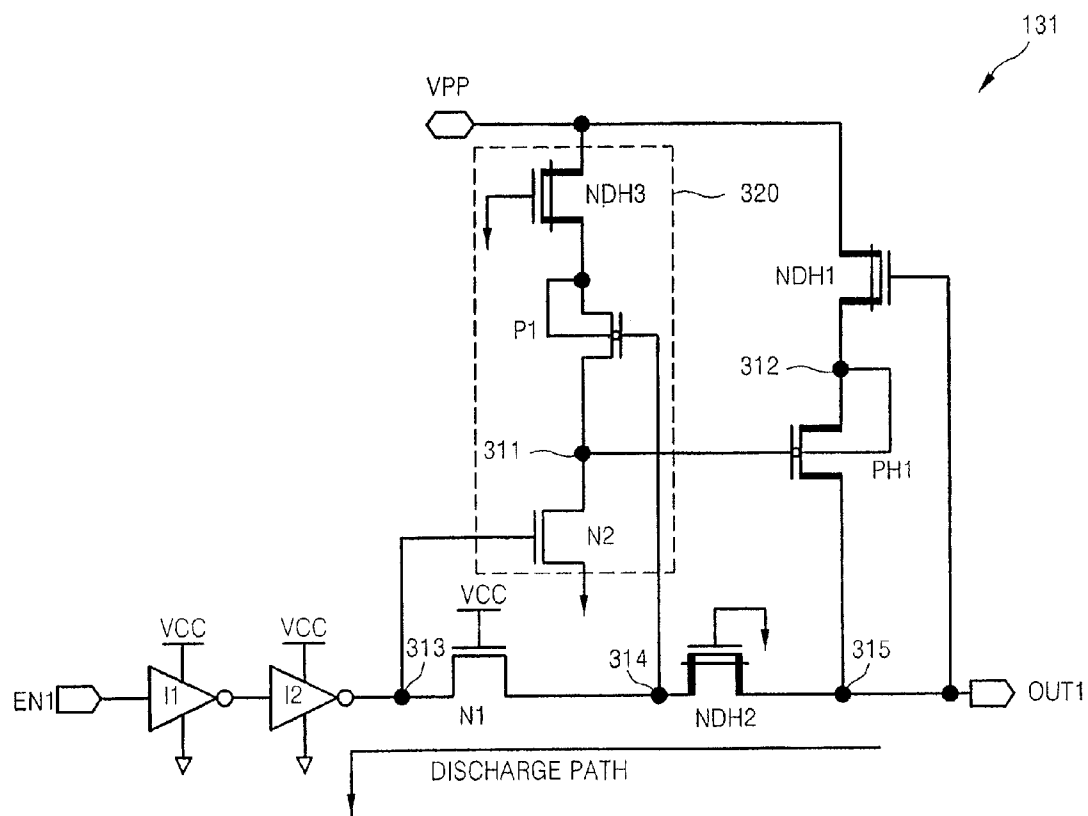 131
VPP
NDH3
320
NDH1
P1
312
311
PH1
N2
VCC
VCC
VCC
313
314
315
EN1
I1
I2
N1
NDH2
OUT1
DISCHARGE PATH